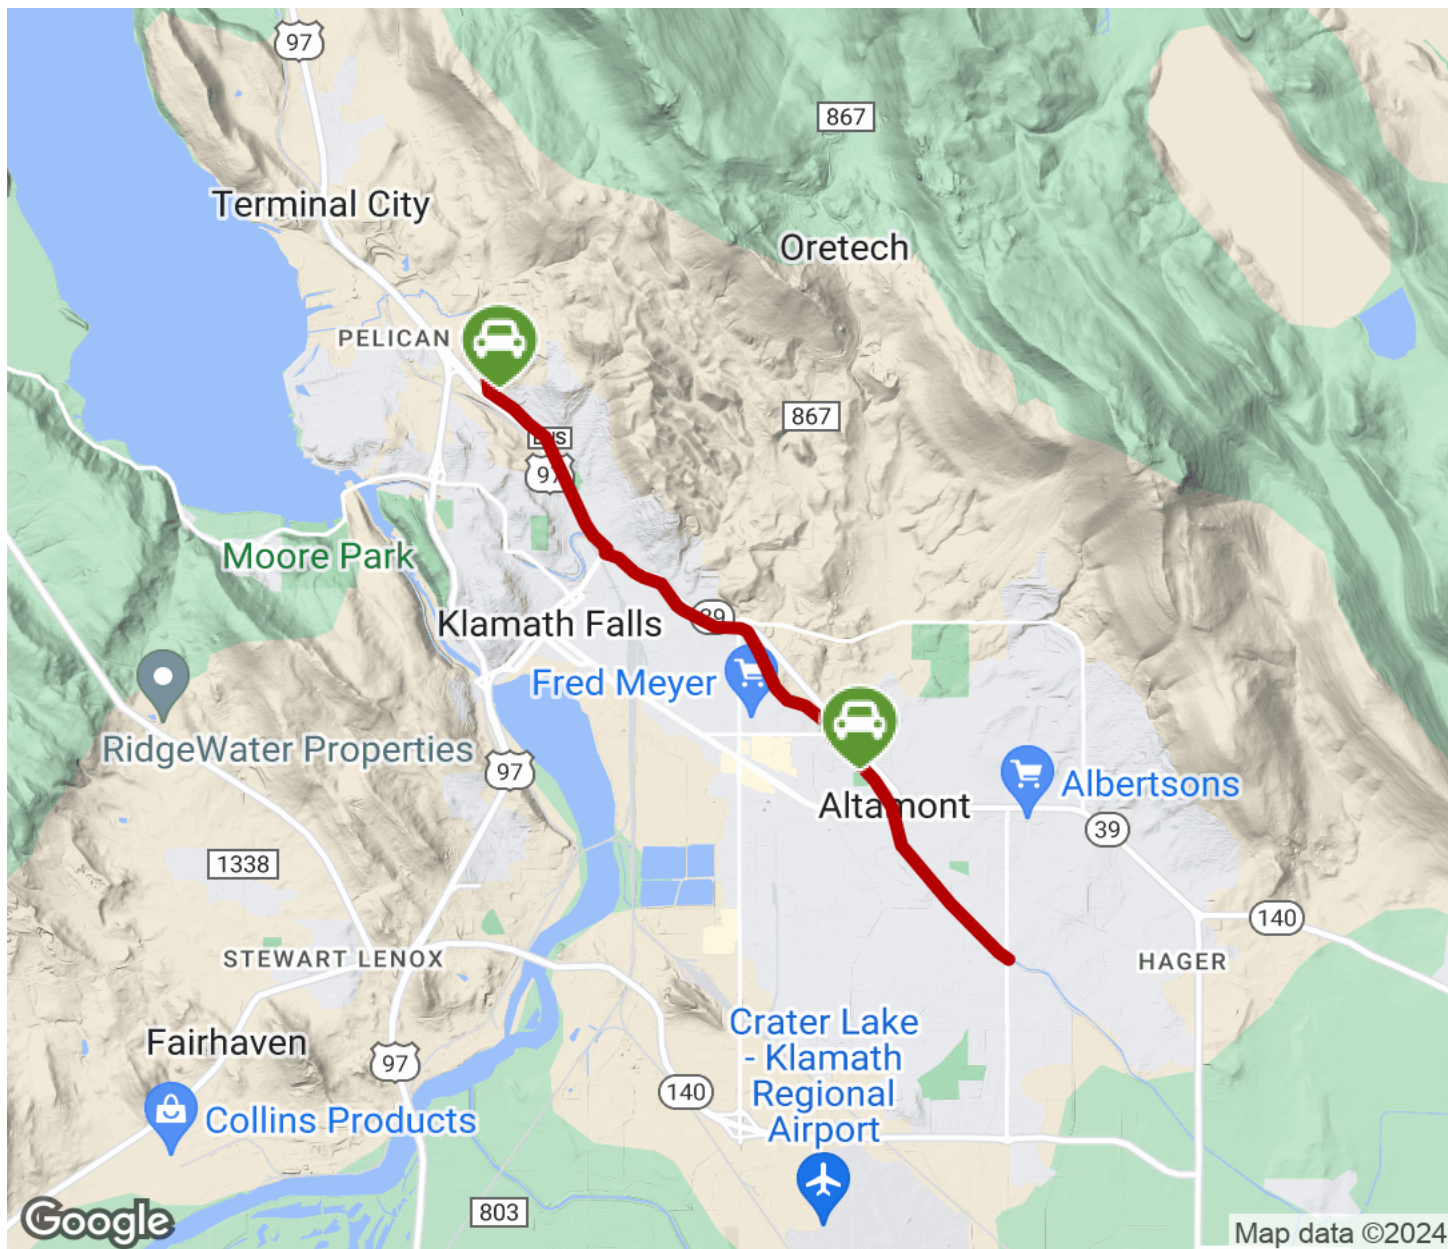 97
867
Terminal City
Oretech
PELICAN
867
BUS
97
Moore Park
39
Klamath Falls
Fred Meyer
RidgeWater Properties
97
Albertsons
Altamont
39
1338
140
STEWART LENOX
HAGER
Crater Lake
- Klamath
Regional
Airport
Fairhaven
97
140
Collins Products
803
Google
Map data ©2024